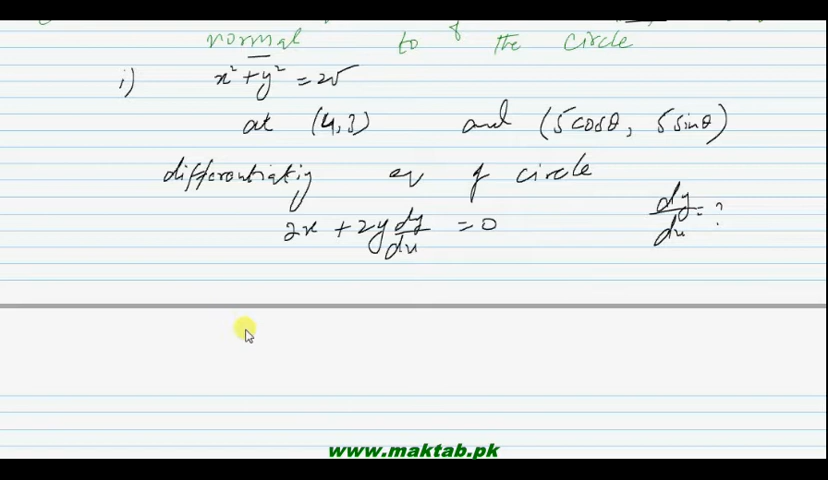 normal to the circle
i) x² + y² = 25
at (4,3) and (5cosθ, 5sinθ)
differentiating eq of circle
2x + 2y dy/dx = 0 dy/dx = ?
www.maktab.pk